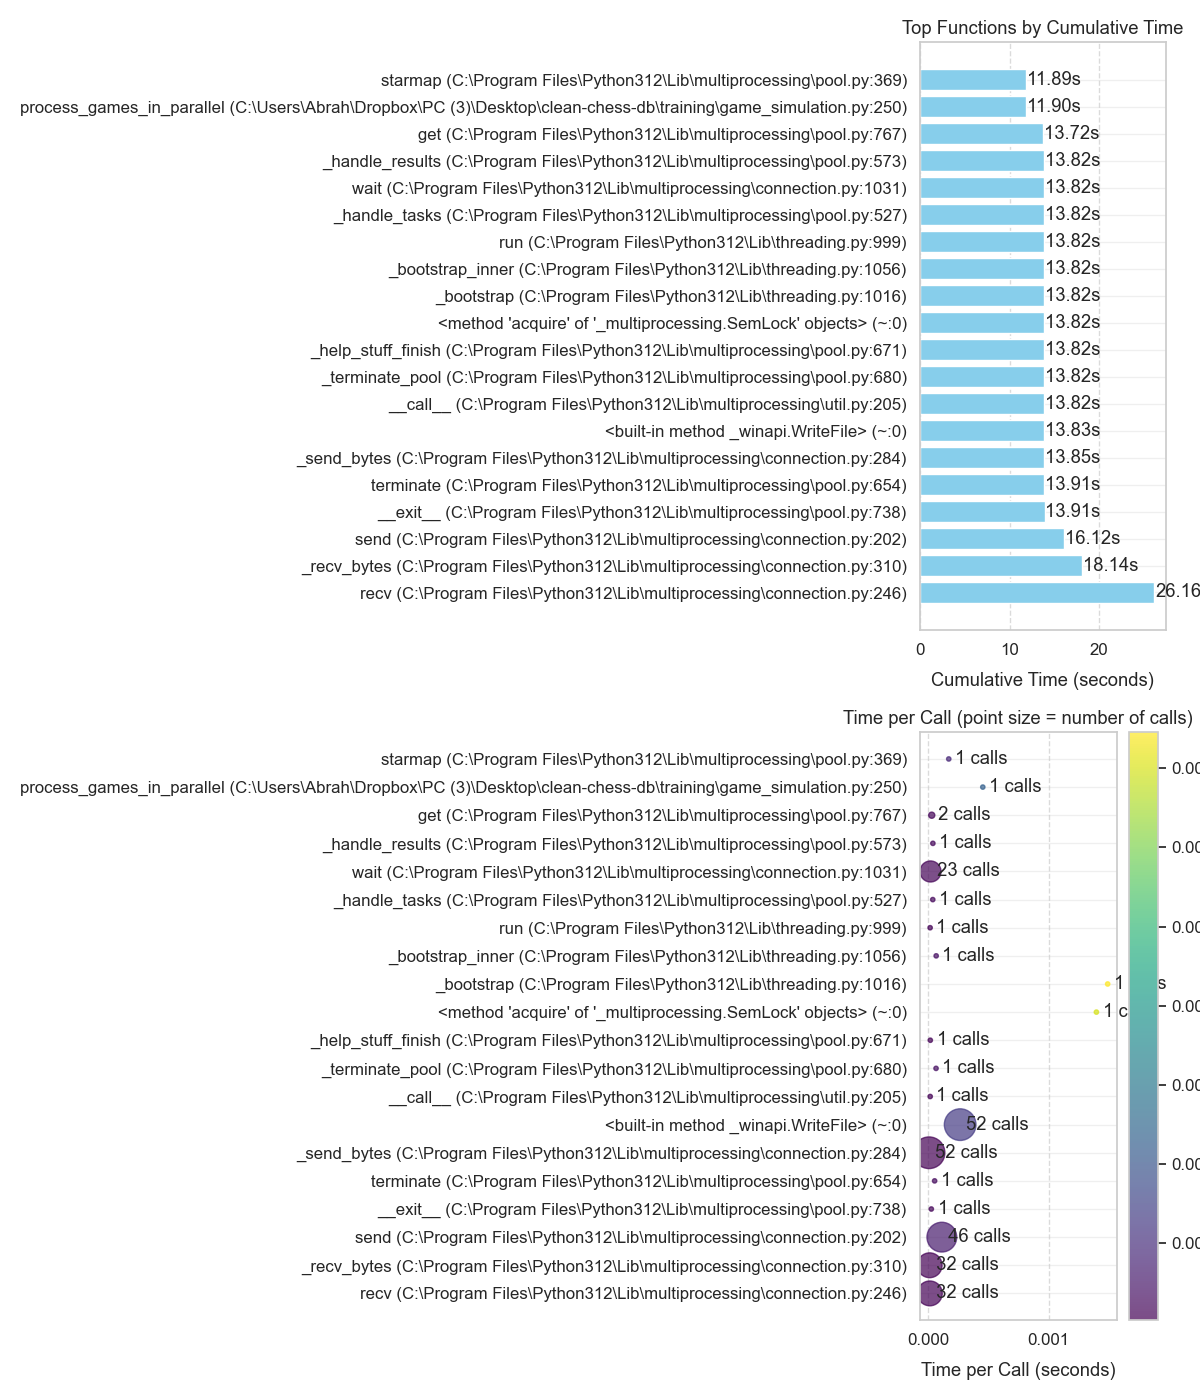 Top Functions by Cumulative Time
starmap (C:\Program Files\Python312\Lib\multiprocessing\pool.py:369) 11.89s
process_games_in_parallel (C:\Users\Abrah\Dropbox\PC (3)\Desktop\clean-chess-db\training\game_simulation.py:250) 11.90s
get (C:\Program Files\Python312\Lib\multiprocessing\pool.py:767) 13.72s
_handle_results (C:\Program Files\Python312\Lib\multiprocessing\pool.py:573) 13.82s
wait (C:\Program Files\Python312\Lib\multiprocessing\connection.py:1031) 13.82s
_handle_tasks (C:\Program Files\Python312\Lib\multiprocessing\pool.py:527) 13.82s
run (C:\Program Files\Python312\Lib\threading.py:999) 13.82s
_bootstrap_inner (C:\Program Files\Python312\Lib\threading.py:1056) 13.82s
_bootstrap (C:\Program Files\Python312\Lib\threading.py:1016) 13.82s
<method 'acquire' of '_multiprocessing.SemLock' objects> (~:0) 13.82s
_help_stuff_finish (C:\Program Files\Python312\Lib\multiprocessing\pool.py:671) 13.82s
_terminate_pool (C:\Program Files\Python312\Lib\multiprocessing\pool.py:680) 13.82s
__call__ (C:\Program Files\Python312\Lib\multiprocessing\util.py:205) 13.82s
<built-in method _winapi.WriteFile> (~:0) 13.83s
_send_bytes (C:\Program Files\Python312\Lib\multiprocessing\connection.py:284) 13.85s
terminate (C:\Program Files\Python312\Lib\multiprocessing\pool.py:654) 13.91s
__exit__ (C:\Program Files\Python312\Lib\multiprocessing\pool.py:738) 13.91s
send (C:\Program Files\Python312\Lib\multiprocessing\connection.py:202) 16.12s
_recv_bytes (C:\Program Files\Python312\Lib\multiprocessing\connection.py:310) 18.14s
recv (C:\Program Files\Python312\Lib\multiprocessing\connection.py:246) 26.16
0 10 20
Cumulative Time (seconds)
Time per Call (point size = number of calls)
starmap (C:\Program Files\Python312\Lib\multiprocessing\pool.py:369) 1 calls
process_games_in_parallel (C:\Users\Abrah\Dropbox\PC (3)\Desktop\clean-chess-db\training\game_simulation.py:250) 1 calls
get (C:\Program Files\Python312\Lib\multiprocessing\pool.py:767) 2 calls
_handle_results (C:\Program Files\Python312\Lib\multiprocessing\pool.py:573) 1 calls
wait (C:\Program Files\Python312\Lib\multiprocessing\connection.py:1031) 23 calls
_handle_tasks (C:\Program Files\Python312\Lib\multiprocessing\pool.py:527) 1 calls
run (C:\Program Files\Python312\Lib\threading.py:999) 1 calls
_bootstrap_inner (C:\Program Files\Python312\Lib\threading.py:1056) 1 calls
_bootstrap (C:\Program Files\Python312\Lib\threading.py:1016) 1 s
<method 'acquire' of '_multiprocessing.SemLock' objects> (~:0) 1 c
_help_stuff_finish (C:\Program Files\Python312\Lib\multiprocessing\pool.py:671) 1 calls
_terminate_pool (C:\Program Files\Python312\Lib\multiprocessing\pool.py:680) 1 calls
__call__ (C:\Program Files\Python312\Lib\multiprocessing\util.py:205) 1 calls
<built-in method _winapi.WriteFile> (~:0) 52 calls
_send_bytes (C:\Program Files\Python312\Lib\multiprocessing\connection.py:284) 52 calls
terminate (C:\Program Files\Python312\Lib\multiprocessing\pool.py:654) 1 calls
__exit__ (C:\Program Files\Python312\Lib\multiprocessing\pool.py:738) 1 calls
send (C:\Program Files\Python312\Lib\multiprocessing\connection.py:202) 46 calls
_recv_bytes (C:\Program Files\Python312\Lib\multiprocessing\connection.py:310) 32 calls
recv (C:\Program Files\Python312\Lib\multiprocessing\connection.py:246) 32 calls
0.000 0.001
Time per Call (seconds)
0.00
0.00
0.00
0.00
0.00
0.00
0.00